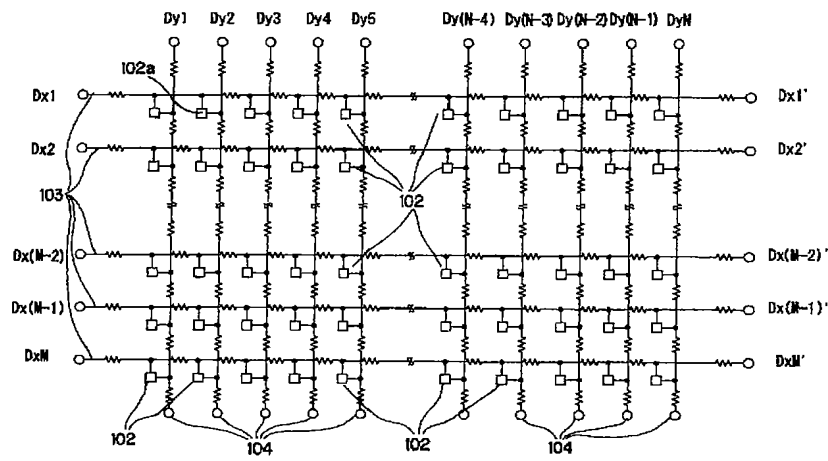 Dy1 Dy2 Dy3 Dy4 Dy5 Dy(N-4) Dy(N-3) Dy(N-2) Dy(N-1) DyN
102a
Dx1 Dx1'
Dx2 Dx2'
103 102
Dx(M-2) Dx(M-2)'
Dx(M-1) Dx(M-1)'
DxM DxM'
102 104 102 104